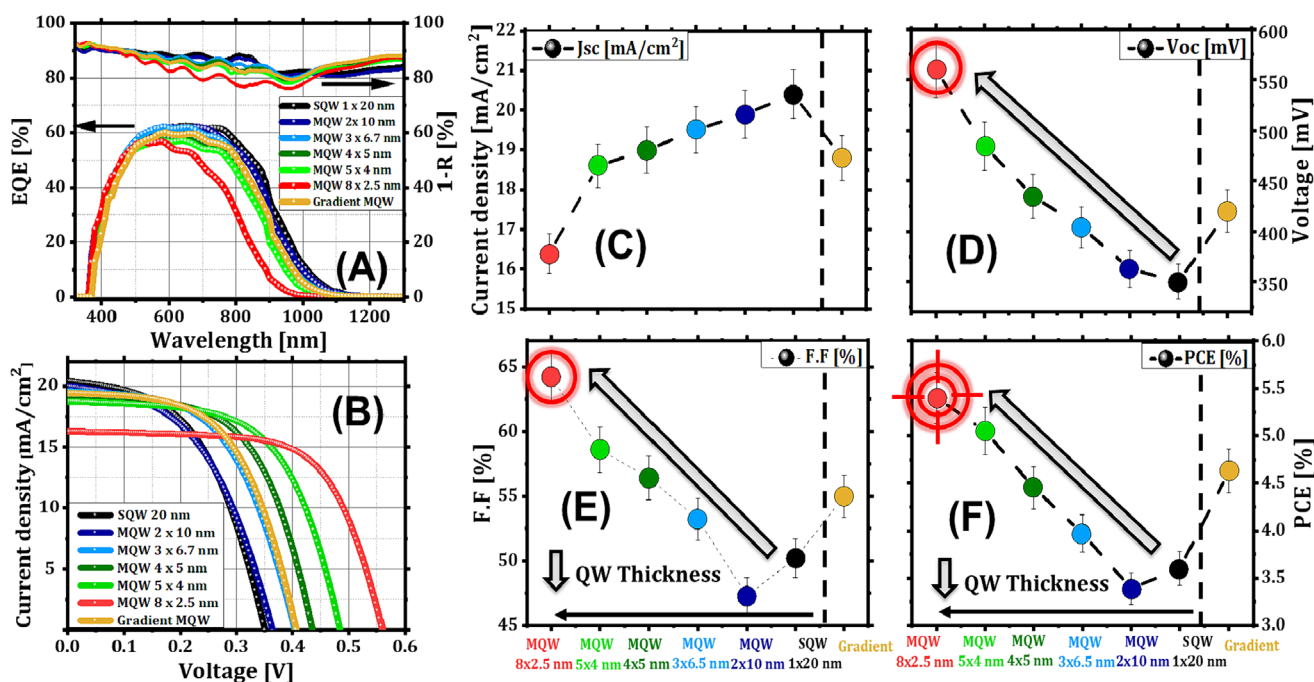 EQE [%]
100
80
60
40
20
0
400
600
800
1000
1200
Wavelength [nm]
100
80
60
40
20
0
1-R [%]
SQW 1 x 20 nm
MQW 2x 10 nm
MQW 3 x 6.7 nm
MQW 4 x 5 nm
MQW 5 x 4 nm
MQW 8 x 2.5 nm
Gradient MQW
(A)
Current density [mA/cm²]
20
15
10
5
0.0
0.1
0.2
0.3
0.4
0.5
0.6
Voltage [V]
SQW 20 nm
MQW 2 x 10 nm
MQW 3 x 6.7 nm
MQW 4 x 5 nm
MQW 5 x 4 nm
MQW 8 x 2.5 nm
Gradient MQW
(B)
Current density [mA/cm²]
22
21
20
19
18
17
16
15
Jsc [mA/cm²]
(C)
Voc [mV]
(D)
600
550
500
450
400
350
Voltage [mV]
F.F [%]
65
60
55
50
45
F.F [%]
(E)
QW Thickness
MQW
8x2.5 nm
MQW
5x4 nm
MQW
4x5 nm
MQW
3x6.5 nm
MQW
2x10 nm
SQW
1x20 nm
Gradient
PCE [%]
(F)
QW Thickness
6.0
5.5
5.0
4.5
4.0
3.5
3.0
PCE [%]
MQW
8x2.5 nm
MQW
5x4 nm
MQW
4x5 nm
MQW
3x6.5 nm
MQW
2x10 nm
SQW
1x20 nm
Gradient